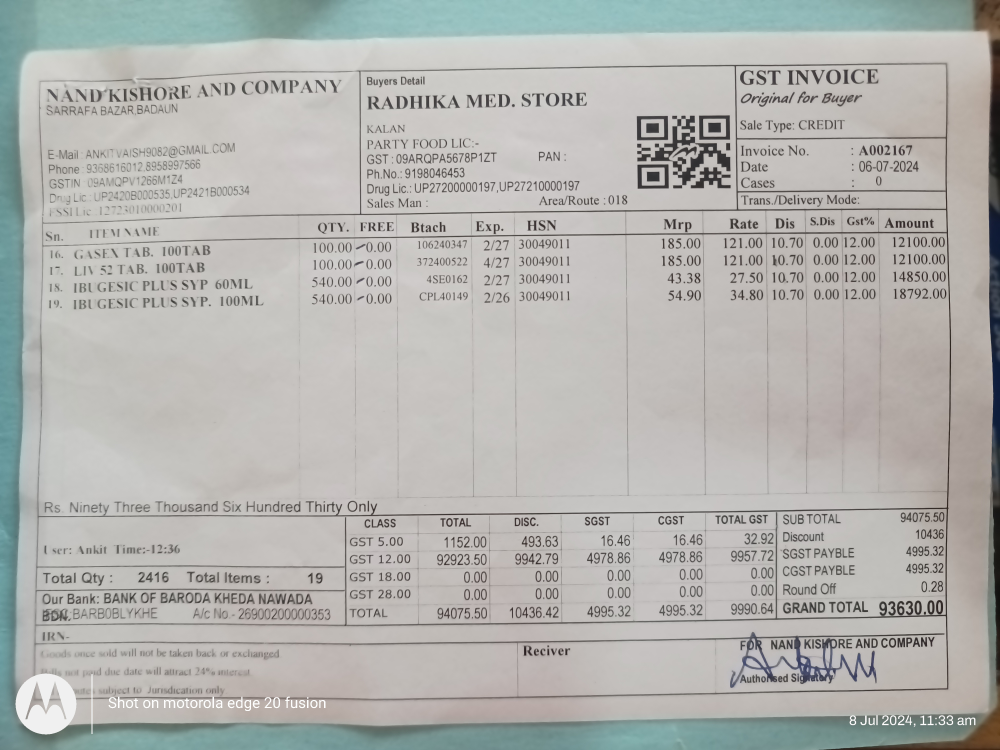 NAND KISHORE AND COMPANY
SARRAFA BAZAR,BADAUN
E-Mail : ANKITVAISH9082@GMAIL.COM
Phone : 9368616012,8958997566
GSTIN : 09AMQPV1266M1Z4
Drug Lic.: UP2420B000535,UP2421B000534
FSSI Lic. 12723010000201
Buyers Detail
RADHIKA MED. STORE
KALAN
PARTY FOOD LIC:-
GST : 09ARQPA5678P1ZT PAN :
Ph.No.: 9198046453
Drug Lic.: UP27200000197,UP27210000197
Sales Man : Area/Route : 018
GST INVOICE
Original for Buyer
Sale Type: CREDIT
Invoice No. : A002167
Date : 06-07-2024
Cases : 0
Trans./Delivery Mode:
Sn. ITEM NAME QTY. FREE Btach Exp. HSN Mrp Rate Dis S.Dis Gst% Amount
16. GASEX TAB. 100TAB 100.00 0.00 106240347 2/27 30049011 185.00 121.00 10.70 0.00 12.00 12100.00
17. LIV 52 TAB. 100TAB 100.00 0.00 372400522 4/27 30049011 185.00 121.00 10.70 0.00 12.00 12100.00
18. IBUGESIC PLUS SYP 60ML 540.00 0.00 4SE0162 2/27 30049011 43.38 27.50 10.70 0.00 12.00 14850.00
19. IBUGESIC PLUS SYP. 100ML 540.00 0.00 CPL40149 2/26 30049011 54.90 34.80 10.70 0.00 12.00 18792.00
Rs. Ninety Three Thousand Six Hundred Thirty Only
User: Ankit Time:-12:36
Total Qty : 2416 Total Items : 19
Our Bank: BANK OF BARODA KHEDA NAWADA
BDN. BARB0BLYKHE A/c No - 26900200000353
CLASS TOTAL DISC. SGST CGST TOTAL GST
GST 5.00 1152.00 493.63 16.46 16.46 32.92
GST 12.00 92923.50 9942.79 4978.86 4978.86 9957.72
GST 18.00 0.00 0.00 0.00 0.00 0.00
GST 28.00 0.00 0.00 0.00 0.00 0.00
TOTAL 94075.50 10436.42 4995.32 4995.32 9990.64
SUB TOTAL 94075.50
Discount 10436
SGST PAYBLE 4995.32
CGST PAYBLE 4995.32
Round Off 0.28
GRAND TOTAL 93630.00
IRN-
Goods once sold will not be taken back or exchanged
Bills not paid due date will attract 24% interest
subject to Jurisdication only
Reciver
FOR NAND KISHORE AND COMPANY
Authorised Signatory
Shot on motorola edge 20 fusion
8 Jul 2024, 11:33 am